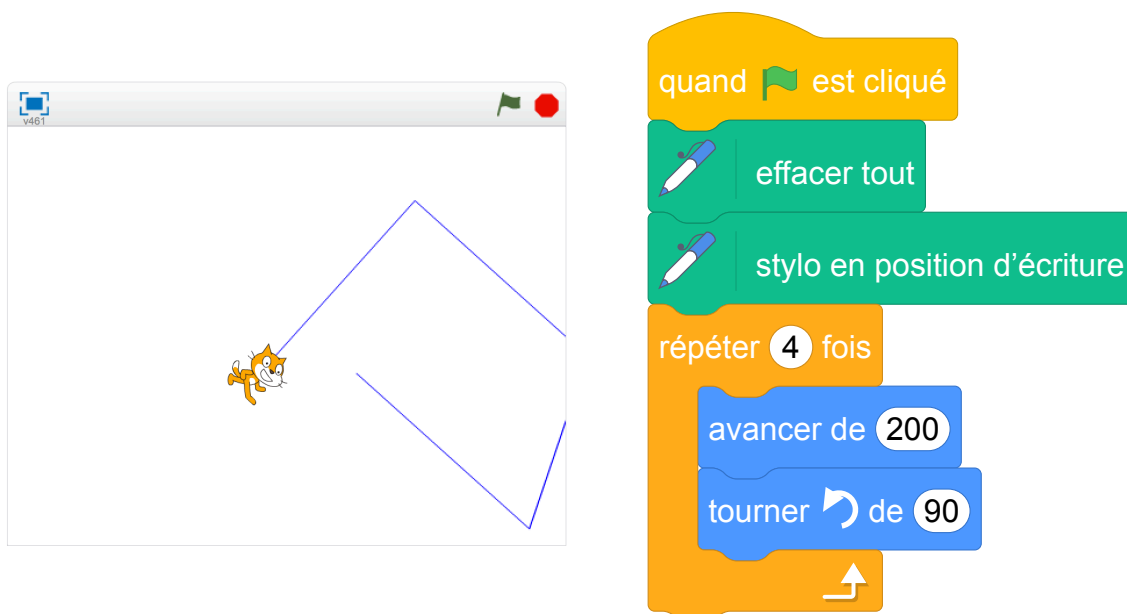 v461
quand est cliqué
effacer tout
stylo en position d’écriture
répéter 4 fois
avancer de 200
tourner de 90